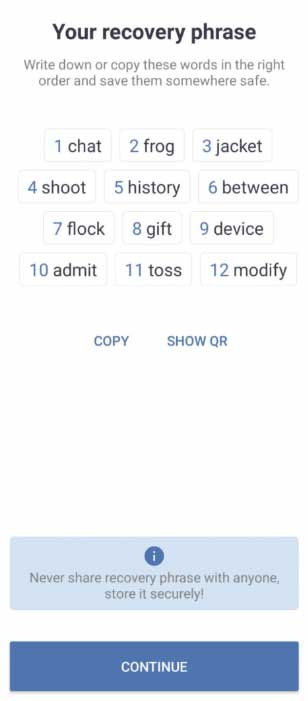 Your recovery phrase
Write down or copy these words in the right
order and save them somewhere safe.
1 chat 2 frog 3 jacket
4 shoot 5 history 6 between
7 flock 8 gift 9 device
10 admit 11 toss 12 modify
COPY SHOW QR
Never share recovery phrase with anyone,
store it securely!
CONTINUE